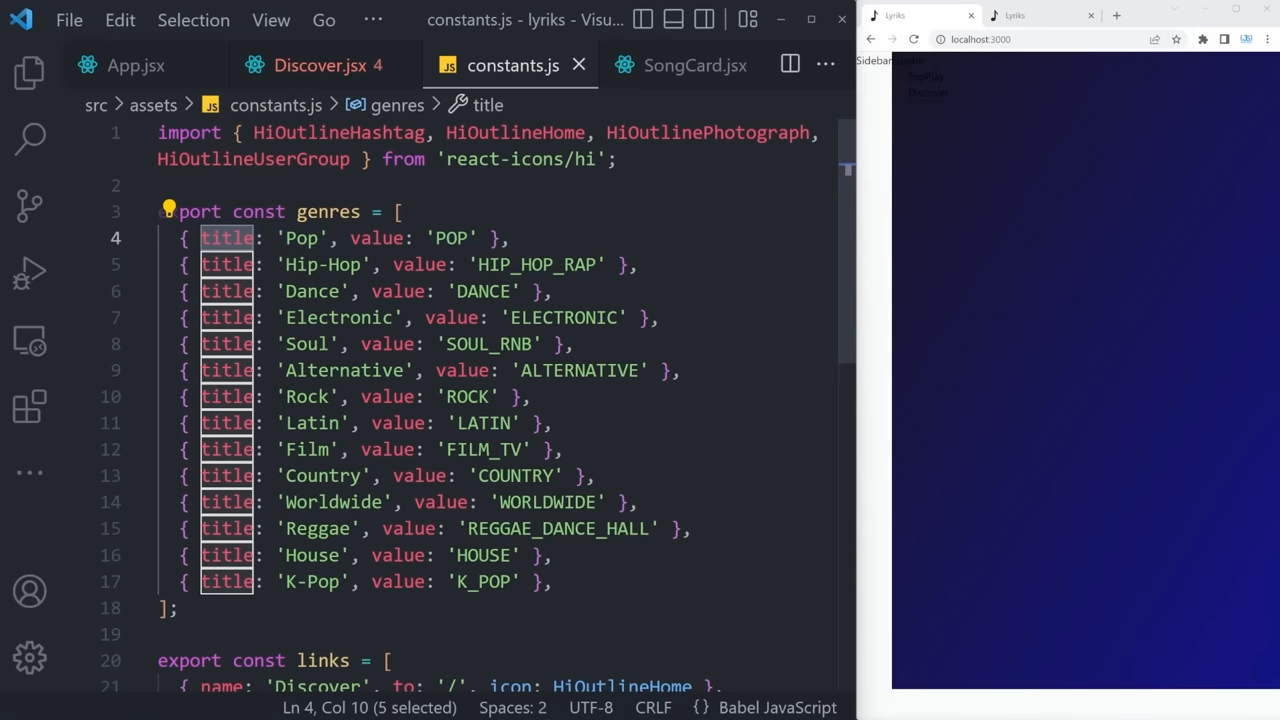 File Edit Selection View Go ··· constants.js - lyriks - Visu...
App.jsx Discover.jsx 4 constants.js SongCard.jsx
src > assets > constants.js > genres > title
1 import { HiOutlineHashtag, HiOutlineHome, HiOutlinePhotograph,
HiOutlineUserGroup } from 'react-icons/hi';
2
3 export const genres = [
4 { title: 'Pop', value: 'POP' },
5 { title: 'Hip-Hop', value: 'HIP_HOP_RAP' },
6 { title: 'Dance', value: 'DANCE' },
7 { title: 'Electronic', value: 'ELECTRONIC' },
8 { title: 'Soul', value: 'SOUL_RNB' },
9 { title: 'Alternative', value: 'ALTERNATIVE' },
10 { title: 'Rock', value: 'ROCK' },
11 { title: 'Latin', value: 'LATIN' },
12 { title: 'Film', value: 'FILM_TV' },
13 { title: 'Country', value: 'COUNTRY' },
14 { title: 'Worldwide', value: 'WORLDWIDE' },
15 { title: 'Reggae', value: 'REGGAE_DANCE_HALL' },
16 { title: 'House', value: 'HOUSE' },
17 { title: 'K-Pop', value: 'K_POP' },
18 ];
19
20 export const links = [
21 { name: 'Discover', to: '/', icon: HiOutlineHome },
Ln 4, Col 10 (5 selected) Spaces: 2 UTF-8 CRLF {} Babel JavaScript
Lyriks Lyriks
localhost:3000
SidebarLoader
TopPlay
Discover